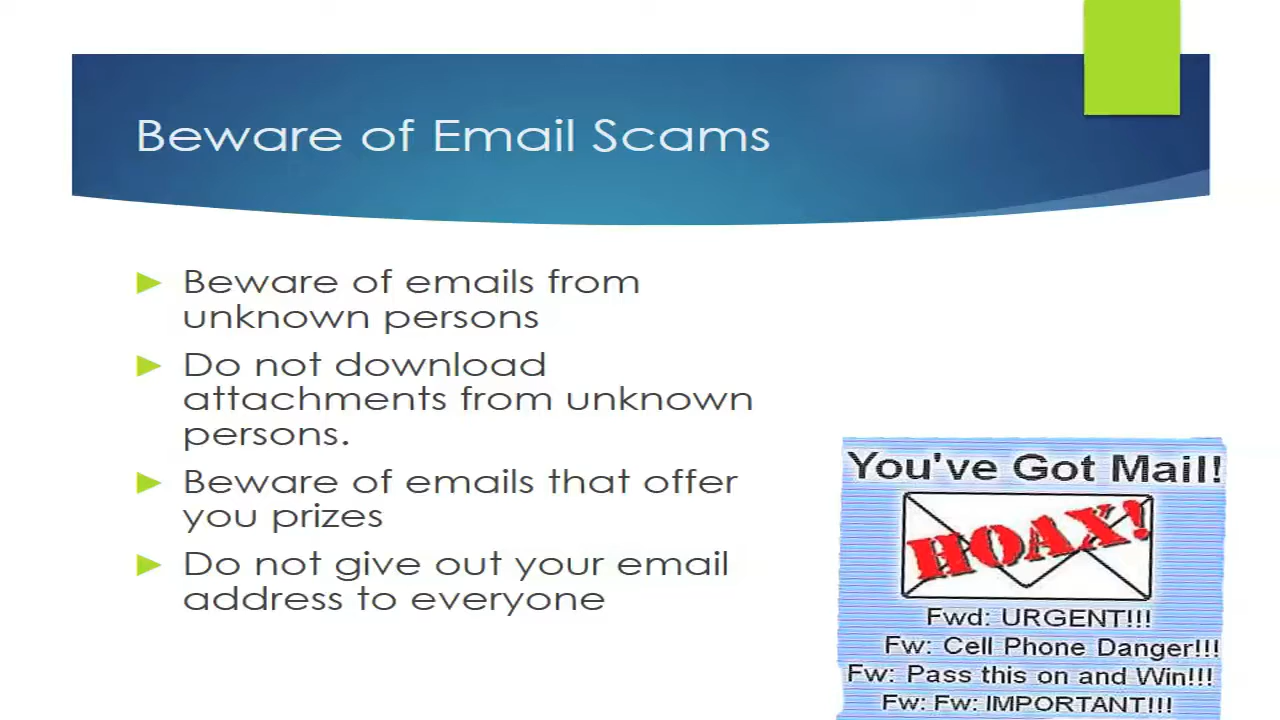 Beware of Email Scams
Beware of emails from
unknown persons
Do not download
attachments from unknown
persons.
Beware of emails that offer
you prizes
Do not give out your email
address to everyone
You've Got Mail!
HOAX!
Fwd: URGENT!!!
Fw: Cell Phone Danger!!!
Fw: Pass this on and Win!!!
Fw: Fw: IMPORTANT!!!